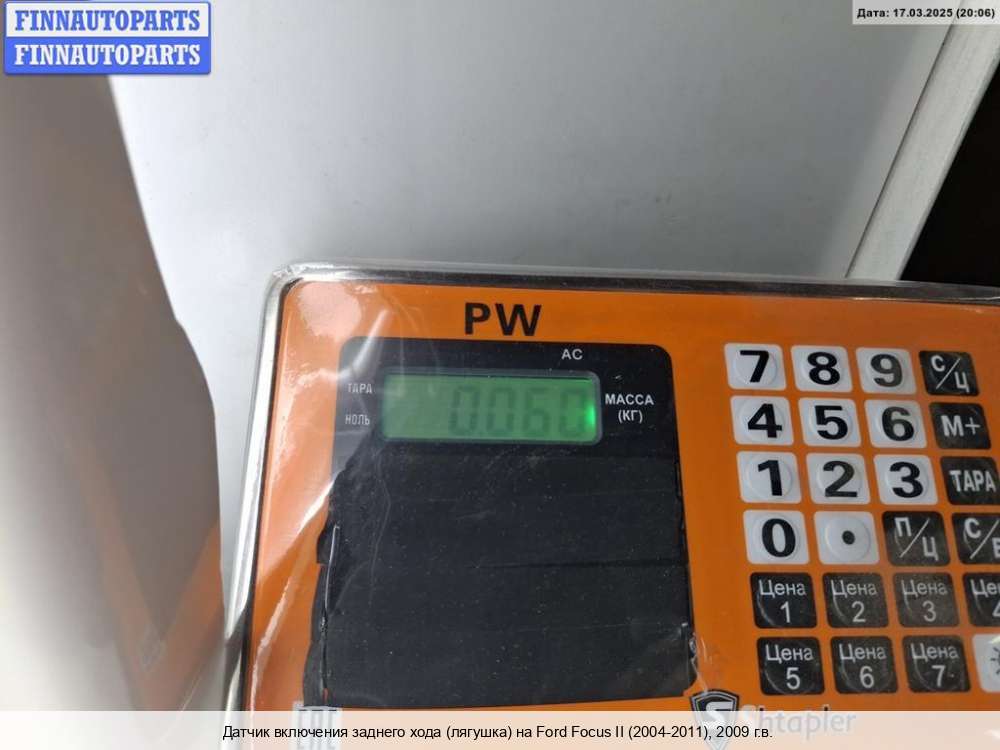 FINNAUTOPARTS
FINNAUTOPARTS
Дата: 17.03.2025 (20:06)
PW
AC
ТАРА
НОЛЬ
0.060
МАССА
(КГ)
7 8 9 С/Ц
4 5 6 М+
1 2 3 ТАРА
0 • П/Ц
Цена 1
Цена 2
Цена 3
Цена 5
Цена 6
Цена 7
Shtapler
EAC
Датчик включения заднего хода (лягушка) на Ford Focus II (2004-2011), 2009 г.в.